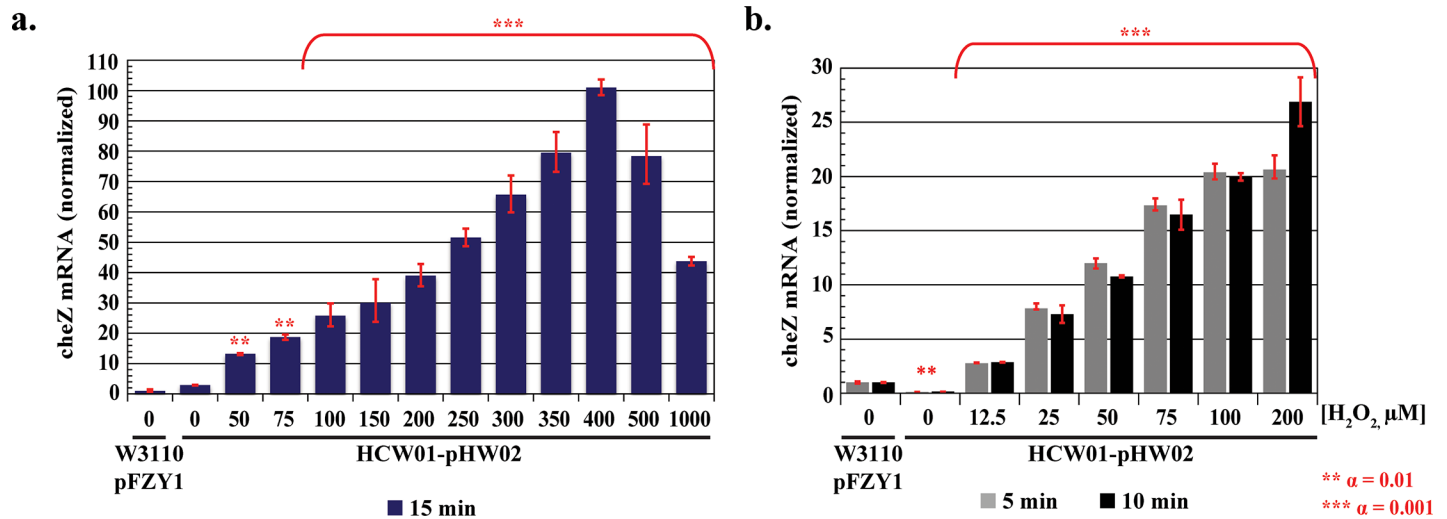 a.
***
cheZ mRNA (normalized)
110
100
90
80
70
60
50
40
30
20
10
0
**
**
0 0 50 75 100 150 200 250 300 350 400 500 1000
W3110
pFZY1
HCW01-pHW02
15 min
b.
***
cheZ mRNA (normalized)
30
25
20
15
10
5
0
**
0 0 12.5 25 50 75 100 200 [H₂O₂, µM]
W3110
pFZY1
HCW01-pHW02
5 min 10 min
** α = 0.01
*** α = 0.001